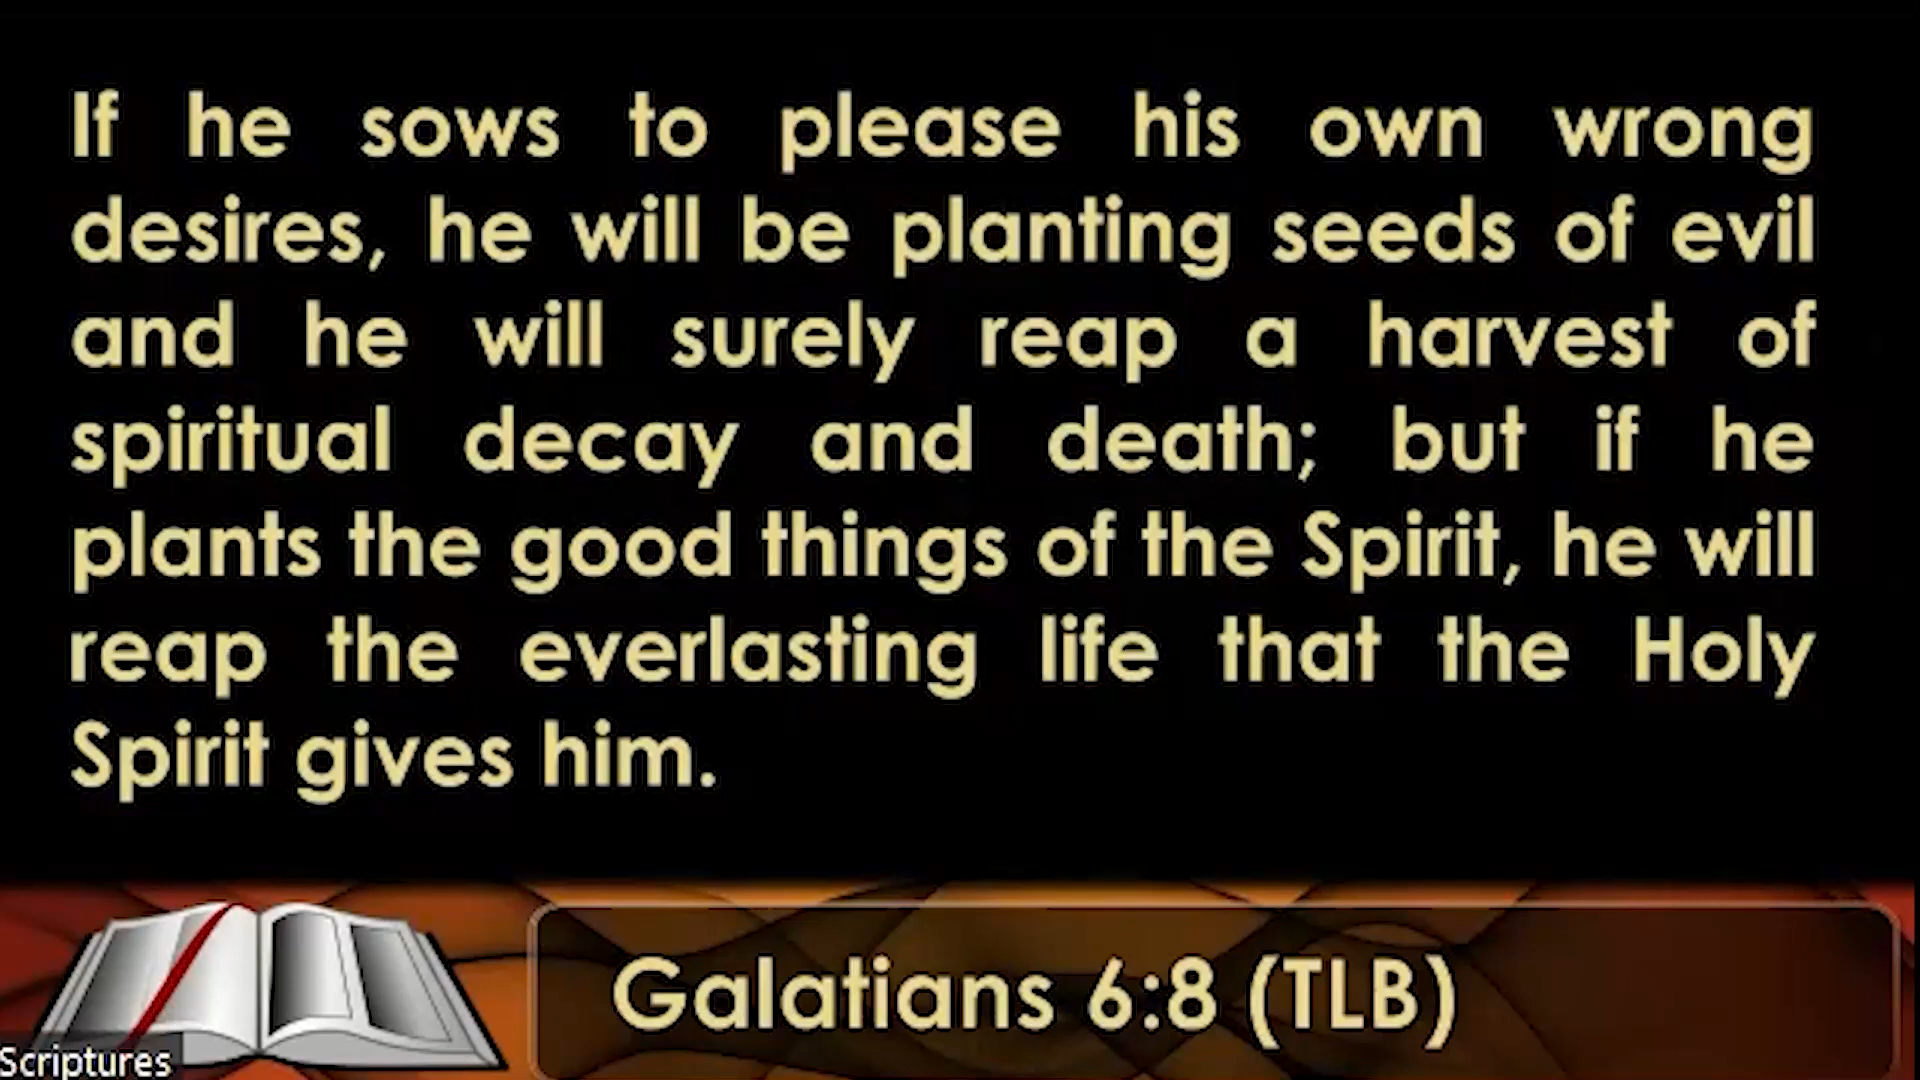 If he sows to please his own wrong
desires, he will be planting seeds of evil
and he will surely reap a harvest of
spiritual decay and death; but if he
plants the good things of the Spirit, he will
reap the everlasting life that the Holy
Spirit gives him.
Galatians 6:8 (TLB)
Scriptures